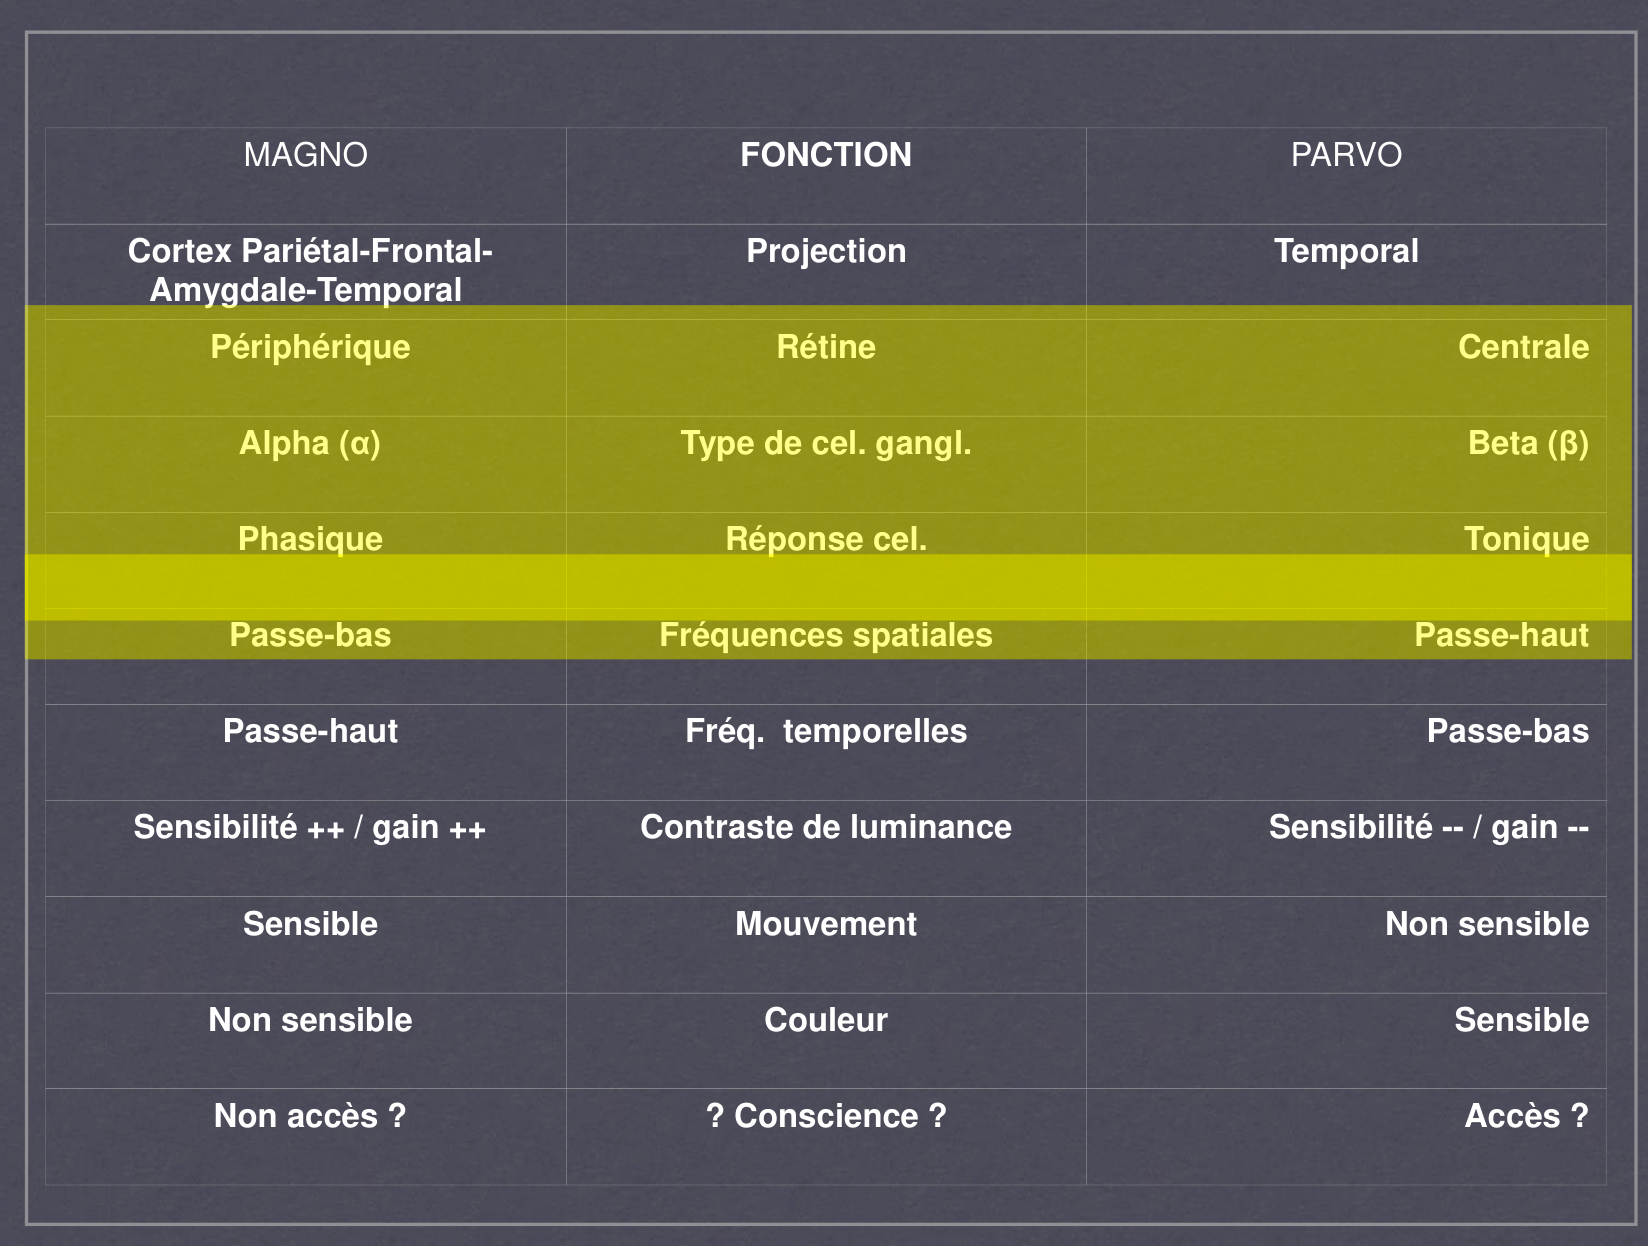 MAGNO FONCTION PARVO
Cortex Pariétal-Frontal- Projection Temporal
Amygdale-Temporal
Périphérique Rétine Centrale
Alpha (α) Type de cel. gangl. Beta (β)
Phasique Réponse cel. Tonique
Passe-bas Fréquences spatiales Passe-haut
Passe-haut Fréq. temporelles Passe-bas
Sensibilité ++ / gain ++ Contraste de luminance Sensibilité -- / gain --
Sensible Mouvement Non sensible
Non sensible Couleur Sensible
Non accès ? ? Conscience ? Accès ?